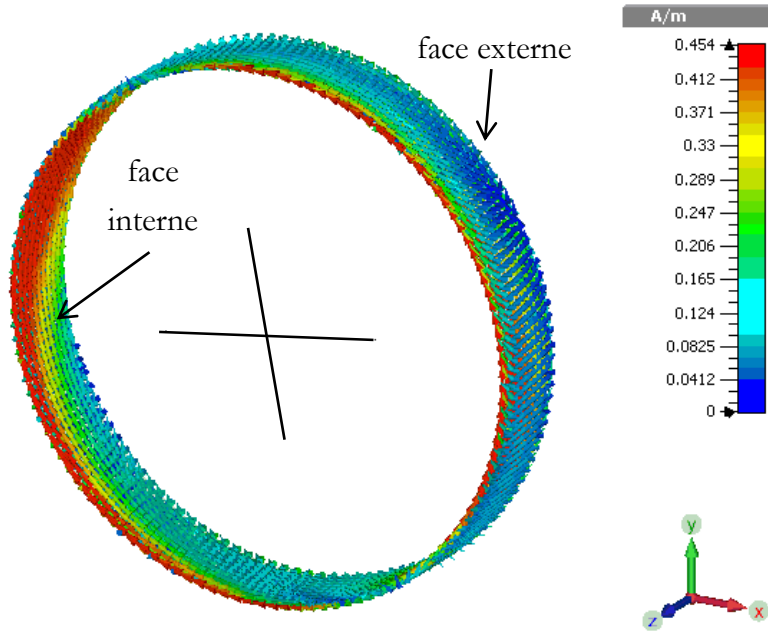 A/m
face externe
face
interne
0.454
0.412
0.371
0.33
0.289
0.247
0.206
0.165
0.124
0.0825
0.0412
0
y
z
x